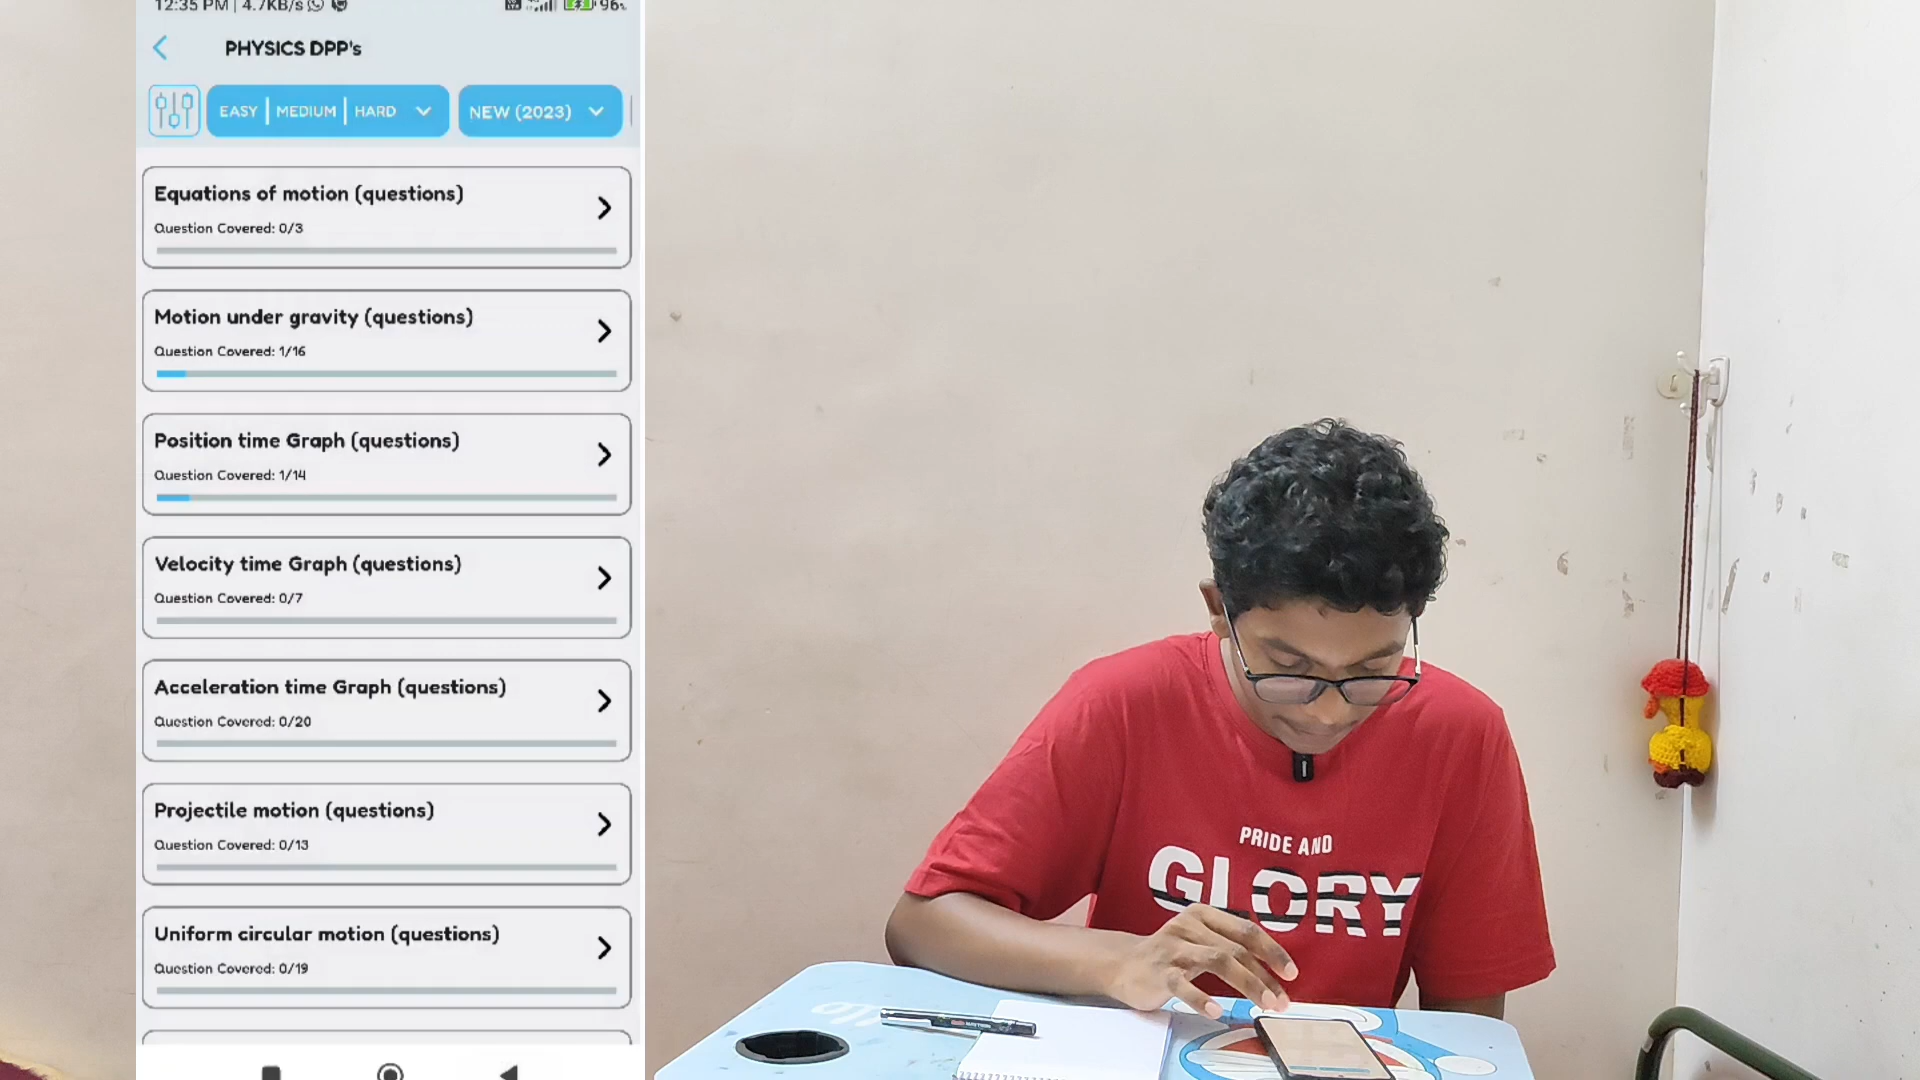 12:35 PM | 4.7KB/s
96%
PHYSICS DPP's
EASY | MEDIUM | HARD
NEW (2023)
Equations of motion (questions)
Question Covered: 0/3
Motion under gravity (questions)
Question Covered: 1/16
Position time Graph (questions)
Question Covered: 1/14
Velocity time Graph (questions)
Question Covered: 0/7
Acceleration time Graph (questions)
Question Covered: 0/20
Projectile motion (questions)
Question Covered: 0/13
Uniform circular motion (questions)
Question Covered: 0/19
PRIDE AND
GLORY